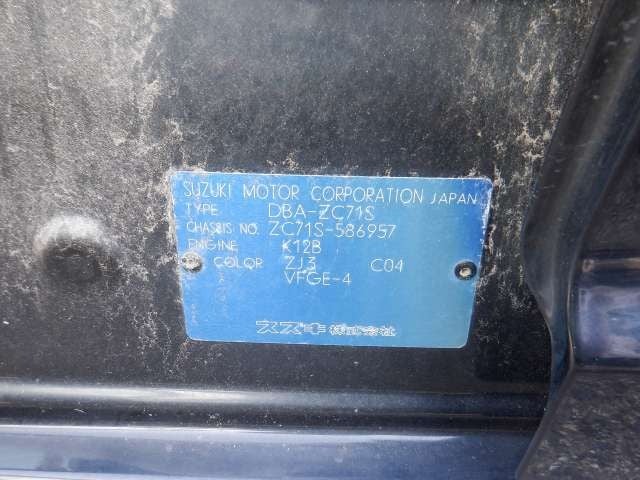 SUZUKI MOTOR CORPORATION JAPAN
TYPE DBA-ZC71S
CHASSIS NO. ZC71S-586957
ENGINE K12B
COLOR ZJ3 C04
VFGE-4
スズキ株式会社